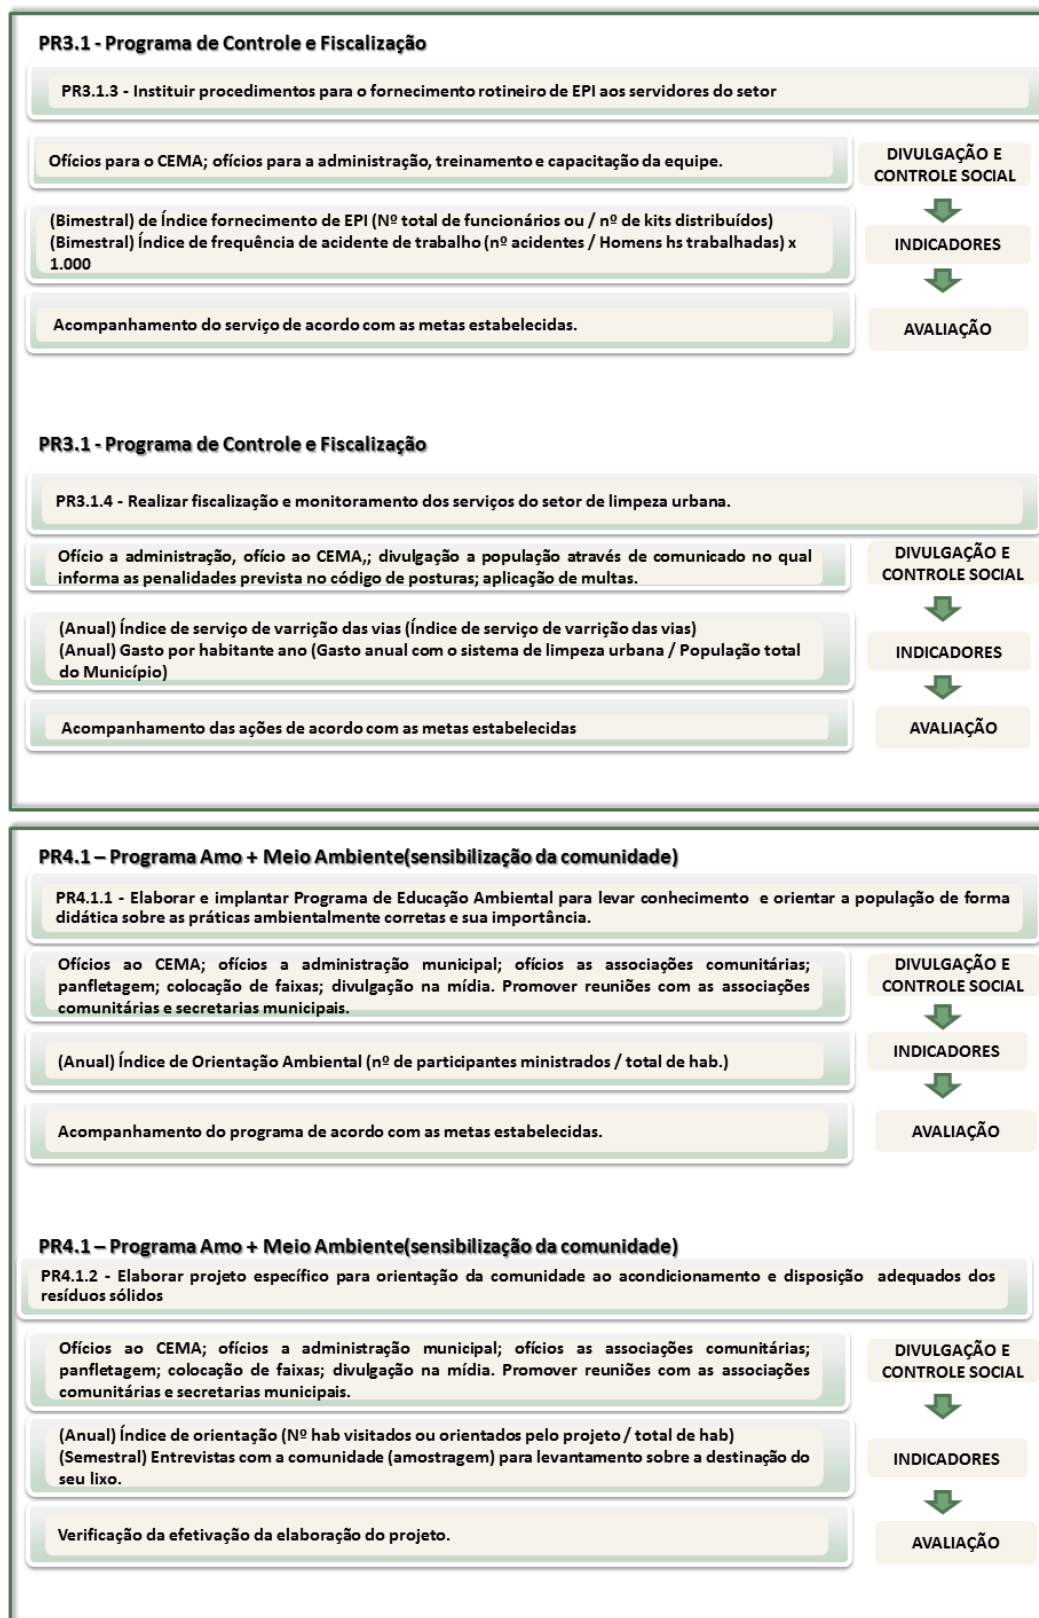 PR3.1 - Programa de Controle e Fiscalização
PR3.1.3 - Instituir procedimentos para o fornecimento rotineiro de EPI aos servidores do setor
Ofícios para o CEMA; ofícios para a administração, treinamento e capacitação da equipe.
DIVULGAÇÃO E
CONTROLE SOCIAL
(Bimestral) de Índice fornecimento de EPI (Nº total de funcionários ou / nº de kits distribuídos)
(Bimestral) Índice de frequência de acidente de trabalho (nº acidentes / Homens hs trabalhadas) x
1.000
INDICADORES
Acompanhamento do serviço de acordo com as metas estabelecidas.
AVALIAÇÃO
PR3.1 - Programa de Controle e Fiscalização
PR3.1.4 - Realizar fiscalização e monitoramento dos serviços do setor de limpeza urbana.
Ofício a administração, ofício ao CEMA,; divulgação a população através de comunicado no qual
informa as penalidades prevista no código de posturas; aplicação de multas.
DIVULGAÇÃO E
CONTROLE SOCIAL
(Anual) Índice de serviço de varrição das vias (Índice de serviço de varrição das vias)
(Anual) Gasto por habitante ano (Gasto anual com o sistema de limpeza urbana / População total
do Município)
INDICADORES
Acompanhamento das ações de acordo com as metas estabelecidas
AVALIAÇÃO
PR4.1 – Programa Amo + Meio Ambiente(sensibilização da comunidade)
PR4.1.1 - Elaborar e implantar Programa de Educação Ambiental para levar conhecimento e orientar a população de forma
didática sobre as práticas ambientalmente corretas e sua importância.
Ofícios ao CEMA; ofícios a administração municipal; ofícios as associações comunitárias;
panfletagem; colocação de faixas; divulgação na mídia. Promover reuniões com as associações
comunitárias e secretarias municipais.
DIVULGAÇÃO E
CONTROLE SOCIAL
(Anual) Índice de Orientação Ambiental (nº de participantes ministrados / total de hab.)
INDICADORES
Acompanhamento do programa de acordo com as metas estabelecidas.
AVALIAÇÃO
PR4.1 – Programa Amo + Meio Ambiente(sensibilização da comunidade)
PR4.1.2 - Elaborar projeto específico para orientação da comunidade ao acondicionamento e disposição adequados dos
resíduos sólidos
Ofícios ao CEMA; ofícios a administração municipal; ofícios as associações comunitárias;
panfletagem; colocação de faixas; divulgação na mídia. Promover reuniões com as associações
comunitárias e secretarias municipais.
DIVULGAÇÃO E
CONTROLE SOCIAL
(Anual) Índice de orientação (Nº hab visitados ou orientados pelo projeto / total de hab)
(Semestral) Entrevistas com a comunidade (amostragem) para levantamento sobre a destinação do
seu lixo.
INDICADORES
Verificação da efetivação da elaboração do projeto.
AVALIAÇÃO